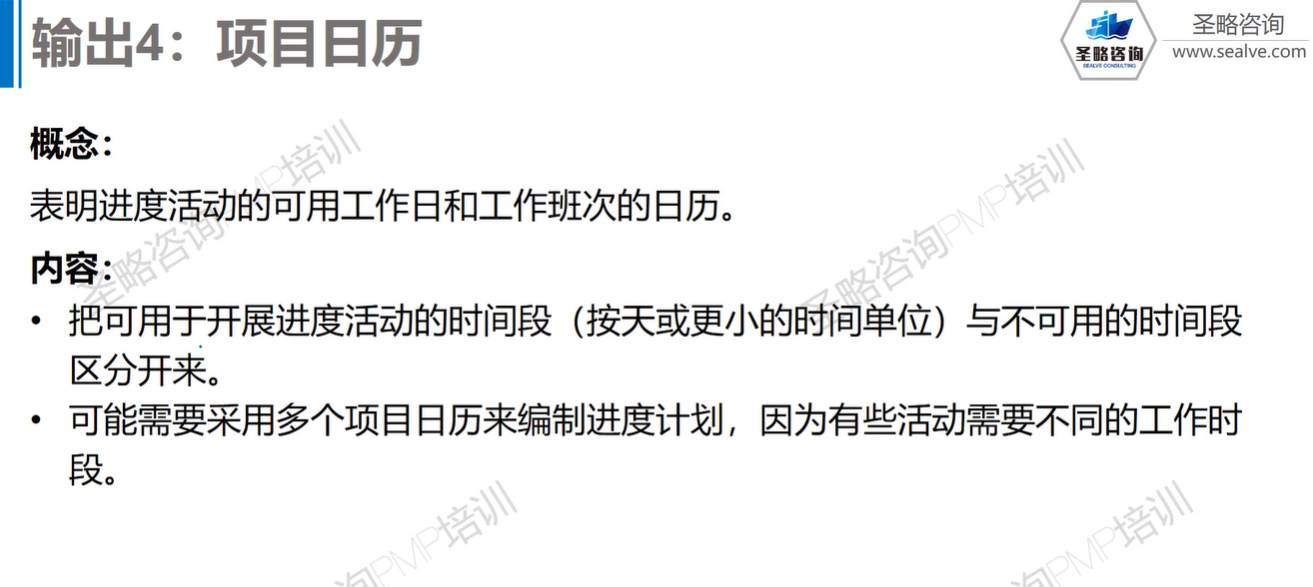 输出4：项目日历
圣略咨询
SEALVE CONSULTING
圣略咨询
www.sealve.com
概念：
表明进度活动的可用工作日和工作班次的日历。
内容：
• 把可用于开展进度活动的时间段（按天或更小的时间单位）与不可用的时间段
区分开来。
• 可能需要采用多个项目日历来编制进度计划，因为有些活动需要不同的工作时
段。
圣略咨询PMP培训
圣略咨询PMP培训
询PMP培训
询PMP培训